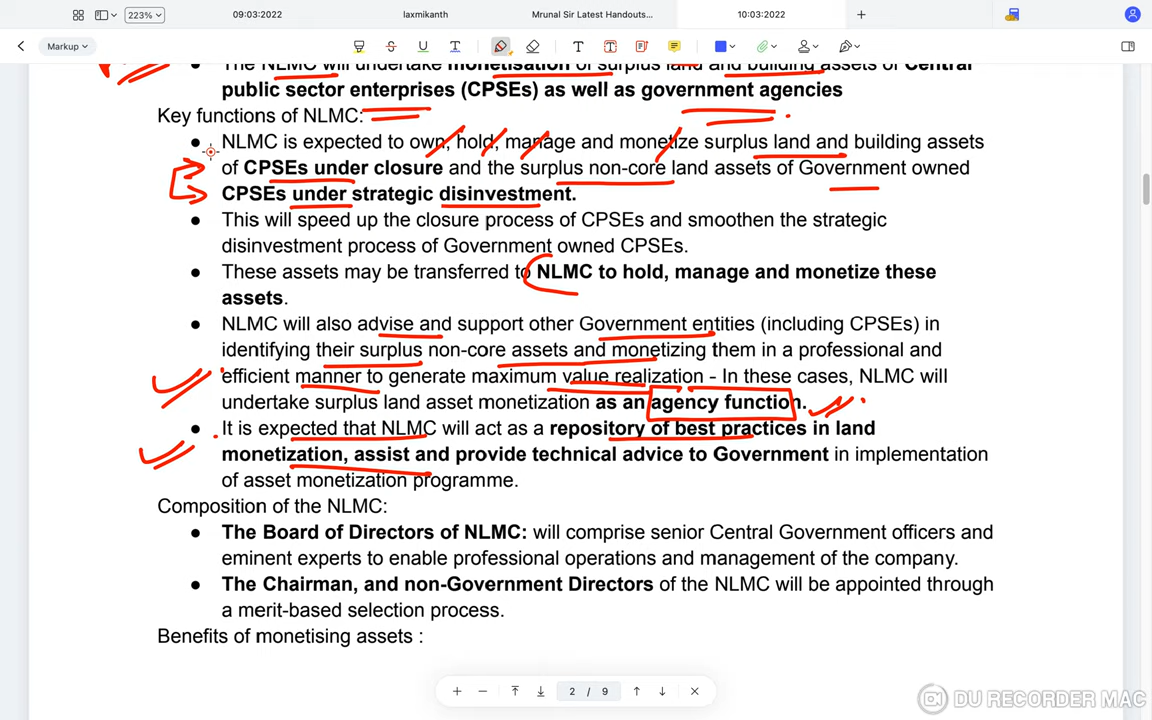 223%
09:03:2022
laxmikanth
Mrunal Sir Latest Handouts...
10:03:2022
Markup
The NLMC will undertake monetisation of surplus land and building assets of Central
public sector enterprises (CPSEs) as well as government agencies
Key functions of NLMC:
● NLMC is expected to own, hold, manage and monetize surplus land and building assets
of CPSEs under closure and the surplus non-core land assets of Government owned
CPSEs under strategic disinvestment.
● This will speed up the closure process of CPSEs and smoothen the strategic
disinvestment process of Government owned CPSEs.
● These assets may be transferred to NLMC to hold, manage and monetize these
assets.
● NLMC will also advise and support other Government entities (including CPSEs) in
identifying their surplus non-core assets and monetizing them in a professional and
efficient manner to generate maximum value realization - In these cases, NLMC will
undertake surplus land asset monetization as an agency function.
● It is expected that NLMC will act as a repository of best practices in land
monetization, assist and provide technical advice to Government in implementation
of asset monetization programme.
Composition of the NLMC:
● The Board of Directors of NLMC: will comprise senior Central Government officers and
eminent experts to enable professional operations and management of the company.
● The Chairman, and non-Government Directors of the NLMC will be appointed through
a merit-based selection process.
Benefits of monetising assets :
2 / 9
DU RECORDER MAC